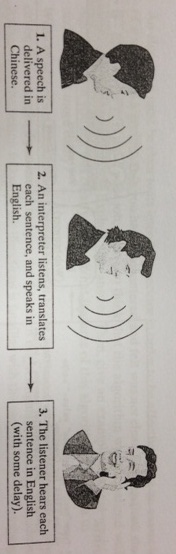 1. A speech is
delivered in
Chinese.
2. An interpreter listens, translates
each sentence, and speaks in
English.
3. The listener hears each
sentence in English
(with some delay).